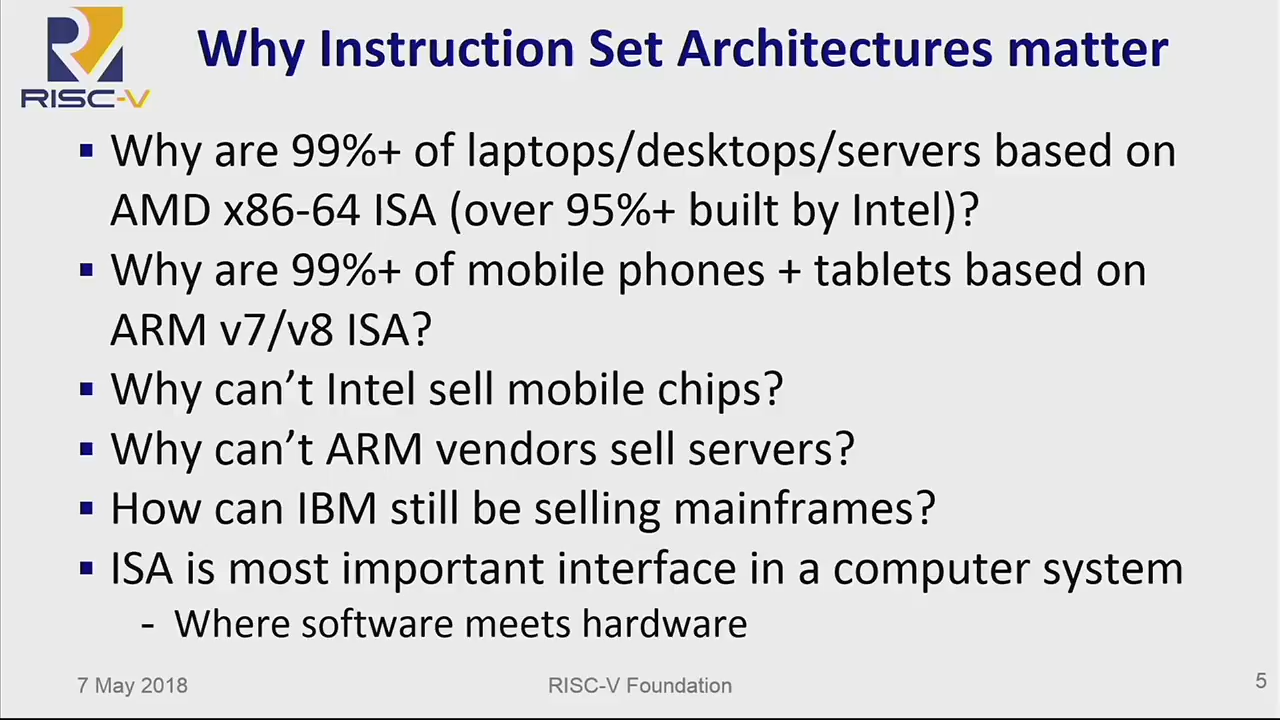 RISC-V
Why Instruction Set Architectures matter
▪ Why are 99%+ of laptops/desktops/servers based on
AMD x86-64 ISA (over 95%+ built by Intel)?
▪ Why are 99%+ of mobile phones + tablets based on
ARM v7/v8 ISA?
▪ Why can’t Intel sell mobile chips?
▪ Why can’t ARM vendors sell servers?
▪ How can IBM still be selling mainframes?
▪ ISA is most important interface in a computer system
- Where software meets hardware
7 May 2018
RISC-V Foundation
5